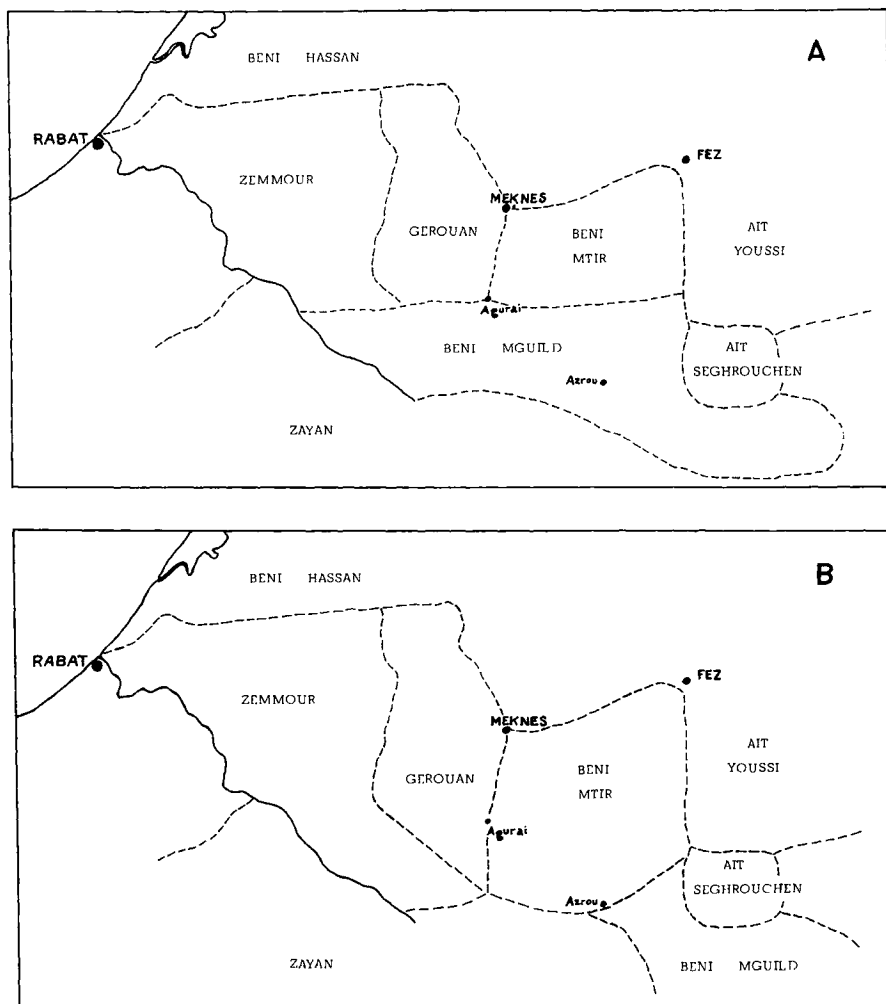 A
BENI HASSAN
RABAT
FEZ
ZEMMOUR
MEKNES
GEROUAN
BENI
MTIR
AIT
YOUSSI
Agurai
BENI MGUILD
AIT
SEGHROUCHEN
Azrou
ZAYAN
B
BENI HASSAN
RABAT
FEZ
ZEMMOUR
MEKNES
GEROUAN
BENI
MTIR
AIT
YOUSSI
Agurai
AIT
SEGHROUCHEN
Azrou
ZAYAN
BENI MGUILD